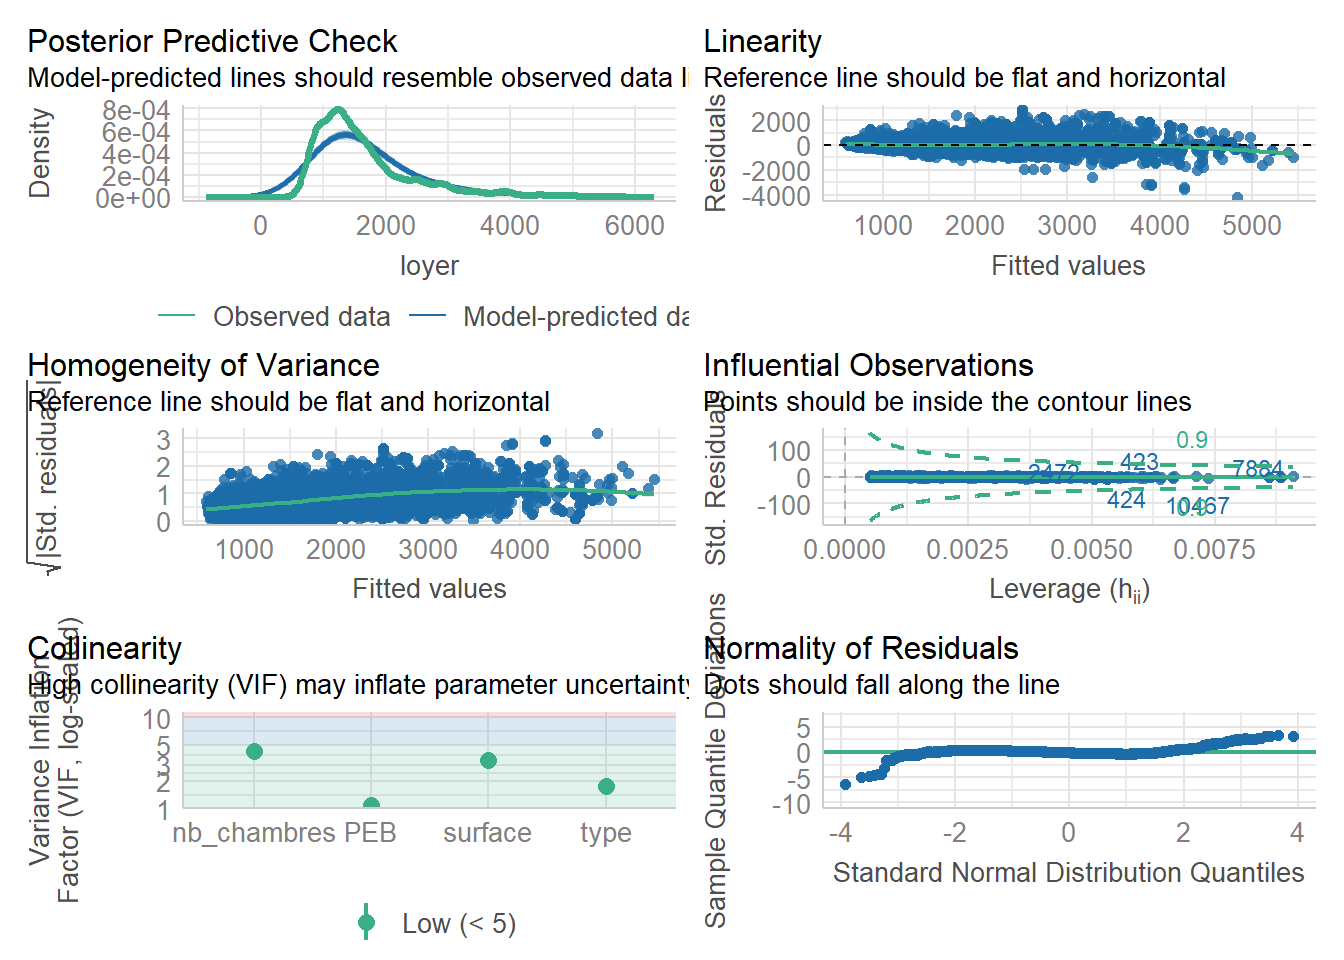 Posterior Predictive Check
Model-predicted lines should resemble observed data li
Density
8e-04
6e-04
4e-04
2e-04
0e+00
0
2000
4000
6000
loyer
Observed data
Model-predicted da
Linearity
Reference line should be flat and horizontal
Residuals
2000
0
-2000
-4000
1000
2000
3000
4000
5000
Fitted values
Homogeneity of Variance
Reference line should be flat and horizontal
√|Std. residuals|
3
2
1
0
1000
2000
3000
4000
5000
Fitted values
Influential Observations
Points should be inside the contour lines
Std. Residuals
100
0
-100
0.9
2472
423
7884
424
10467
0.9
0.0000
0.0025
0.0050
0.0075
Leverage (hii)
Collinearity
High collinearity (VIF) may inflate parameter uncertainty
Variance Inflation
Factor (VIF, log-scaled)
10
5
3
2
1
nb_chambres
PEB
surface
type
Low (< 5)
Normality of Residuals
Dots should fall along the line
Sample Quantile Deviations
5
0
-5
-10
-4
-2
0
2
4
Standard Normal Distribution Quantiles